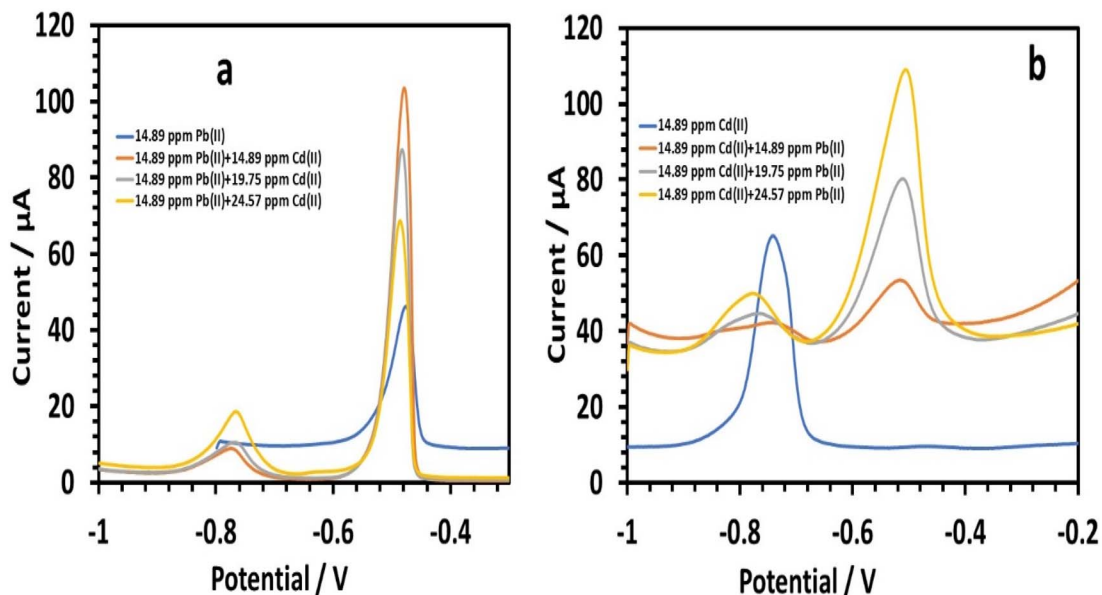 a
120
100
80
60
40
20
0
Current / µA
14.89 ppm Pb(II)
14.89 ppm Pb(II)+14.89 ppm Cd(II)
14.89 ppm Pb(II)+19.75 ppm Cd(II)
14.89 ppm Pb(II)+24.57 ppm Cd(II)
-1
-0.8
-0.6
-0.4
Potential / V
b
120
100
80
60
40
20
0
Current / µA
14.89 ppm Cd(II)
14.89 ppm Cd(II)+14.89 ppm Pb(II)
14.89 ppm Cd(II)+19.75 ppm Pb(II)
14.89 ppm Cd(II)+24.57 ppm Pb(II)
-1
-0.8
-0.6
-0.4
-0.2
Potential / V